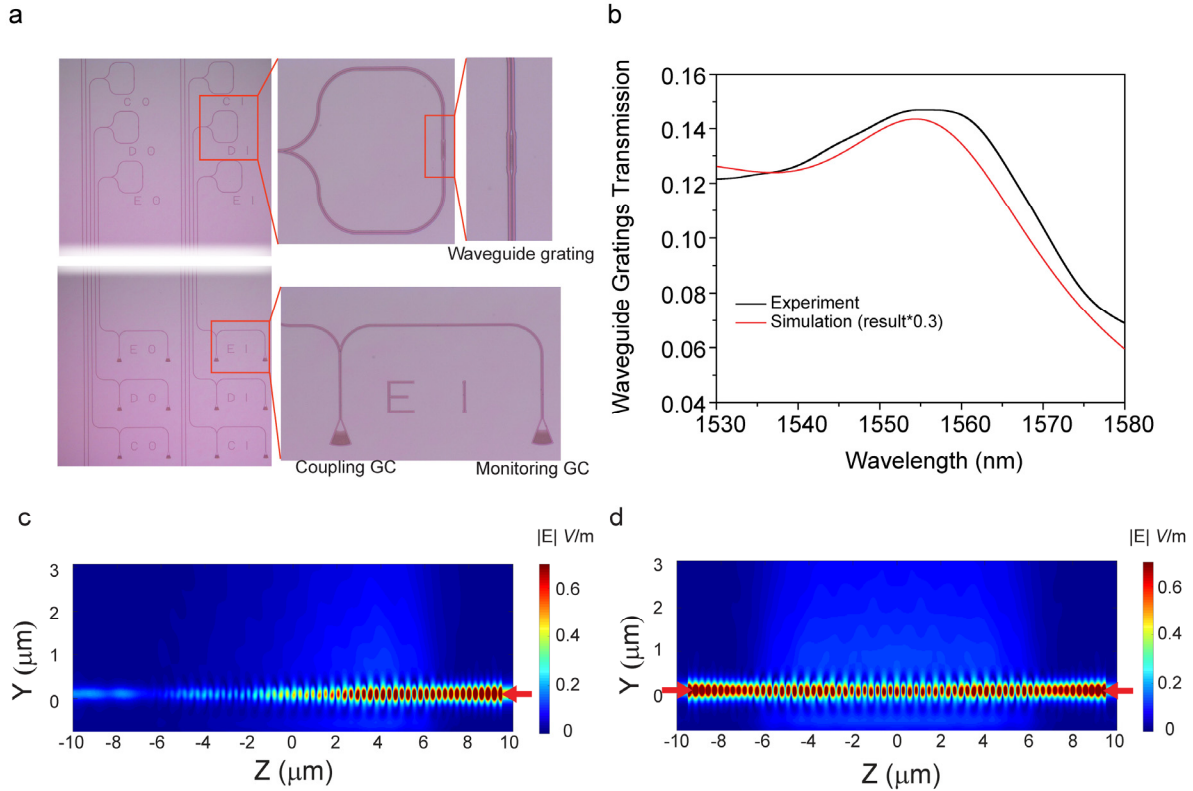 a
C O
C I
D O
D I
E O
E I
Waveguide grating
E O
E I
D O
D I
C O
C I
E I
Coupling GC
Monitoring GC
b
Waveguide Gratings Transmission
0.16
0.14
0.12
0.10
0.08
0.06
0.04
Experiment
Simulation (result*0.3)
1530 1540 1550 1560 1570 1580
Wavelength (nm)
c
|E| V/m
Y (μm)
3
2
1
0
-10 -8 -6 -4 -2 0 2 4 6 8 10
Z (μm)
0.6
0.4
0.2
0
d
|E| V/m
Y (μm)
3
2
1
0
-10 -8 -6 -4 -2 0 2 4 6 8 10
Z (μm)
0.6
0.4
0.2
0